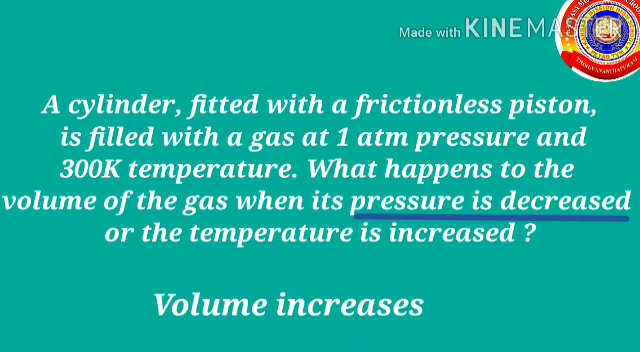 Made with KINEMASTER
A cylinder, fitted with a frictionless piston,
is filled with a gas at 1 atm pressure and
300K temperature. What happens to the
volume of the gas when its pressure is decreased
or the temperature is increased ?
Volume increases